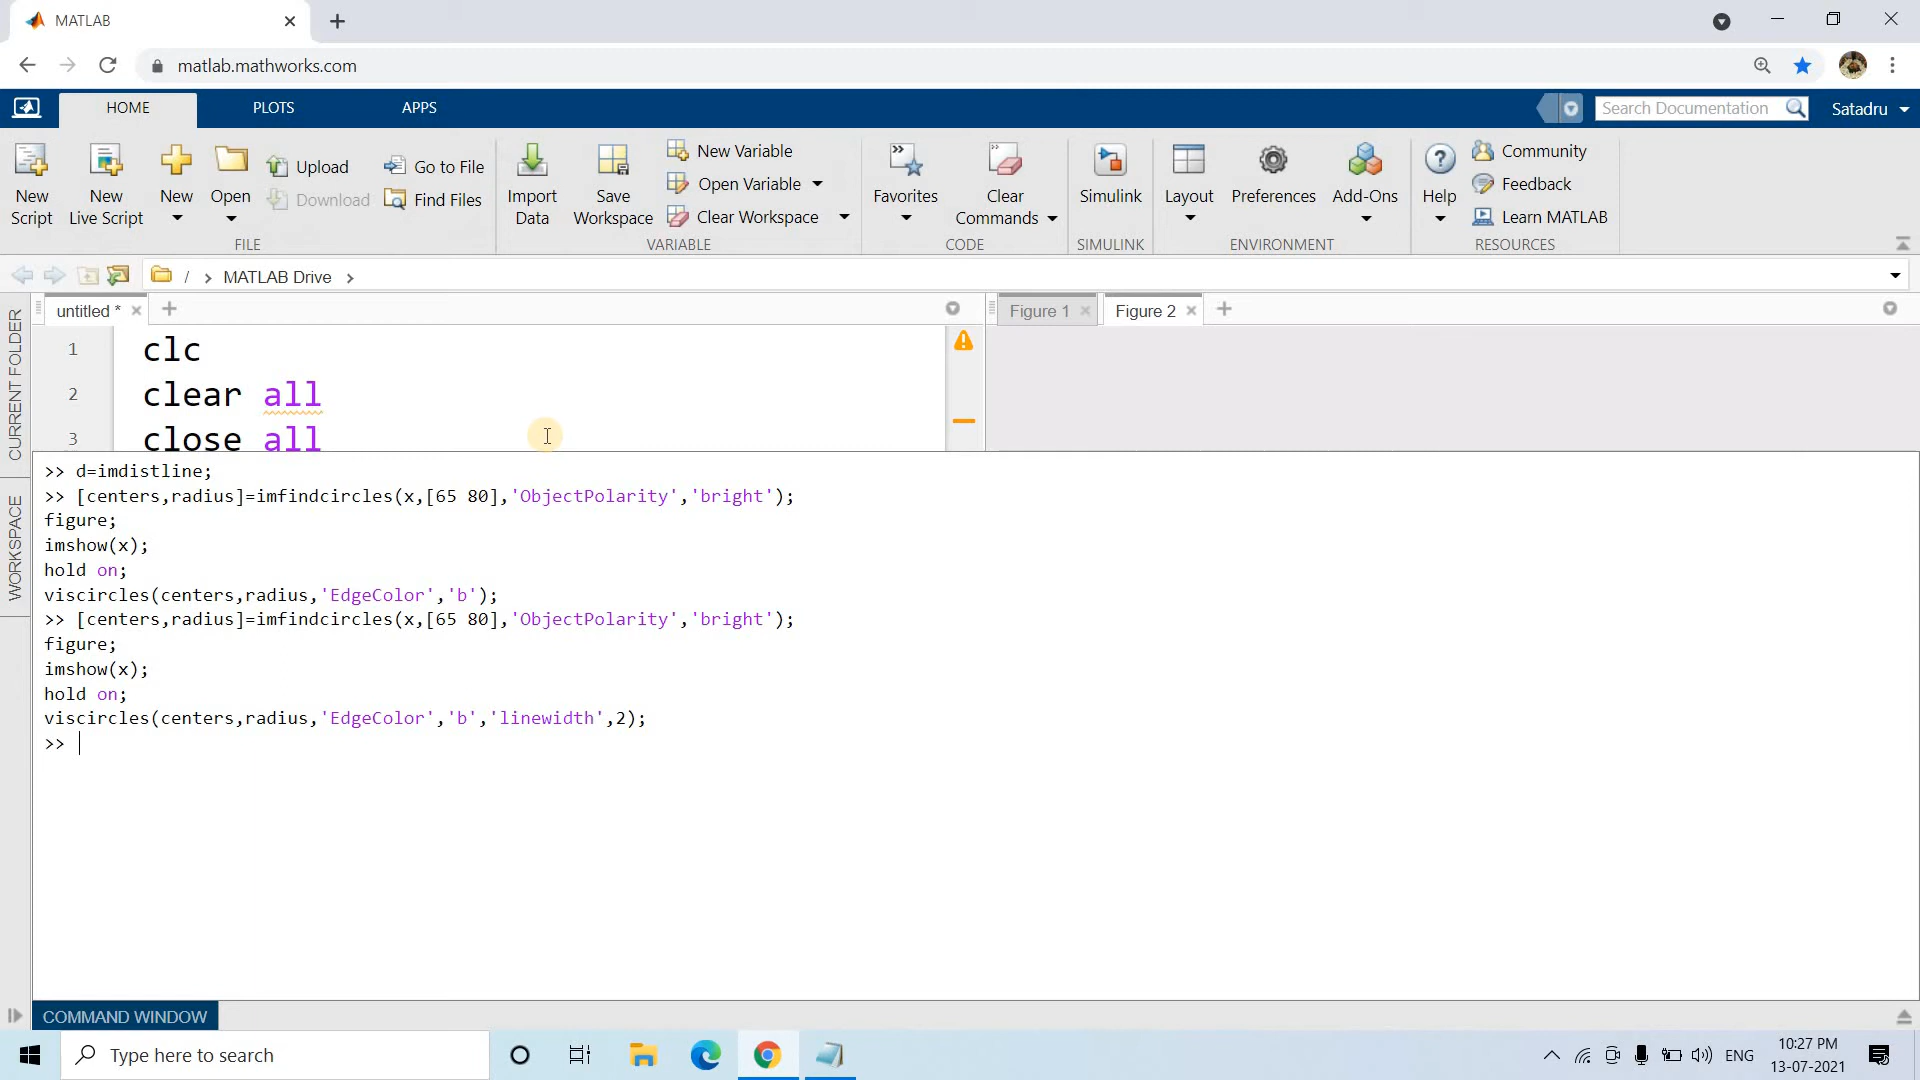 MATLAB
matlab.mathworks.com
HOME PLOTS APPS
Search Documentation
Satadru
New Script
New Live Script
New
Open
Upload
Download
Go to File
Find Files
FILE
Import Data
Save Workspace
New Variable
Open Variable
Clear Workspace
VARIABLE
Favorites
Clear Commands
CODE
Simulink
SIMULINK
Layout
Preferences
Add-Ons
ENVIRONMENT
Help
Community
Feedback
Learn MATLAB
RESOURCES
/ › MATLAB Drive ›
CURRENT FOLDER
WORKSPACE
untitled *
Figure 1
Figure 2
1 clc
2 clear all
3 close all
>> d=imdistline;
>> [centers,radius]=imfindcircles(x,[65 80],'ObjectPolarity','bright');
figure;
imshow(x);
hold on;
viscircles(centers,radius,'EdgeColor','b');
>> [centers,radius]=imfindcircles(x,[65 80],'ObjectPolarity','bright');
figure;
imshow(x);
hold on;
viscircles(centers,radius,'EdgeColor','b','linewidth',2);
>>
COMMAND WINDOW
Type here to search
ENG
10:27 PM
13-07-2021